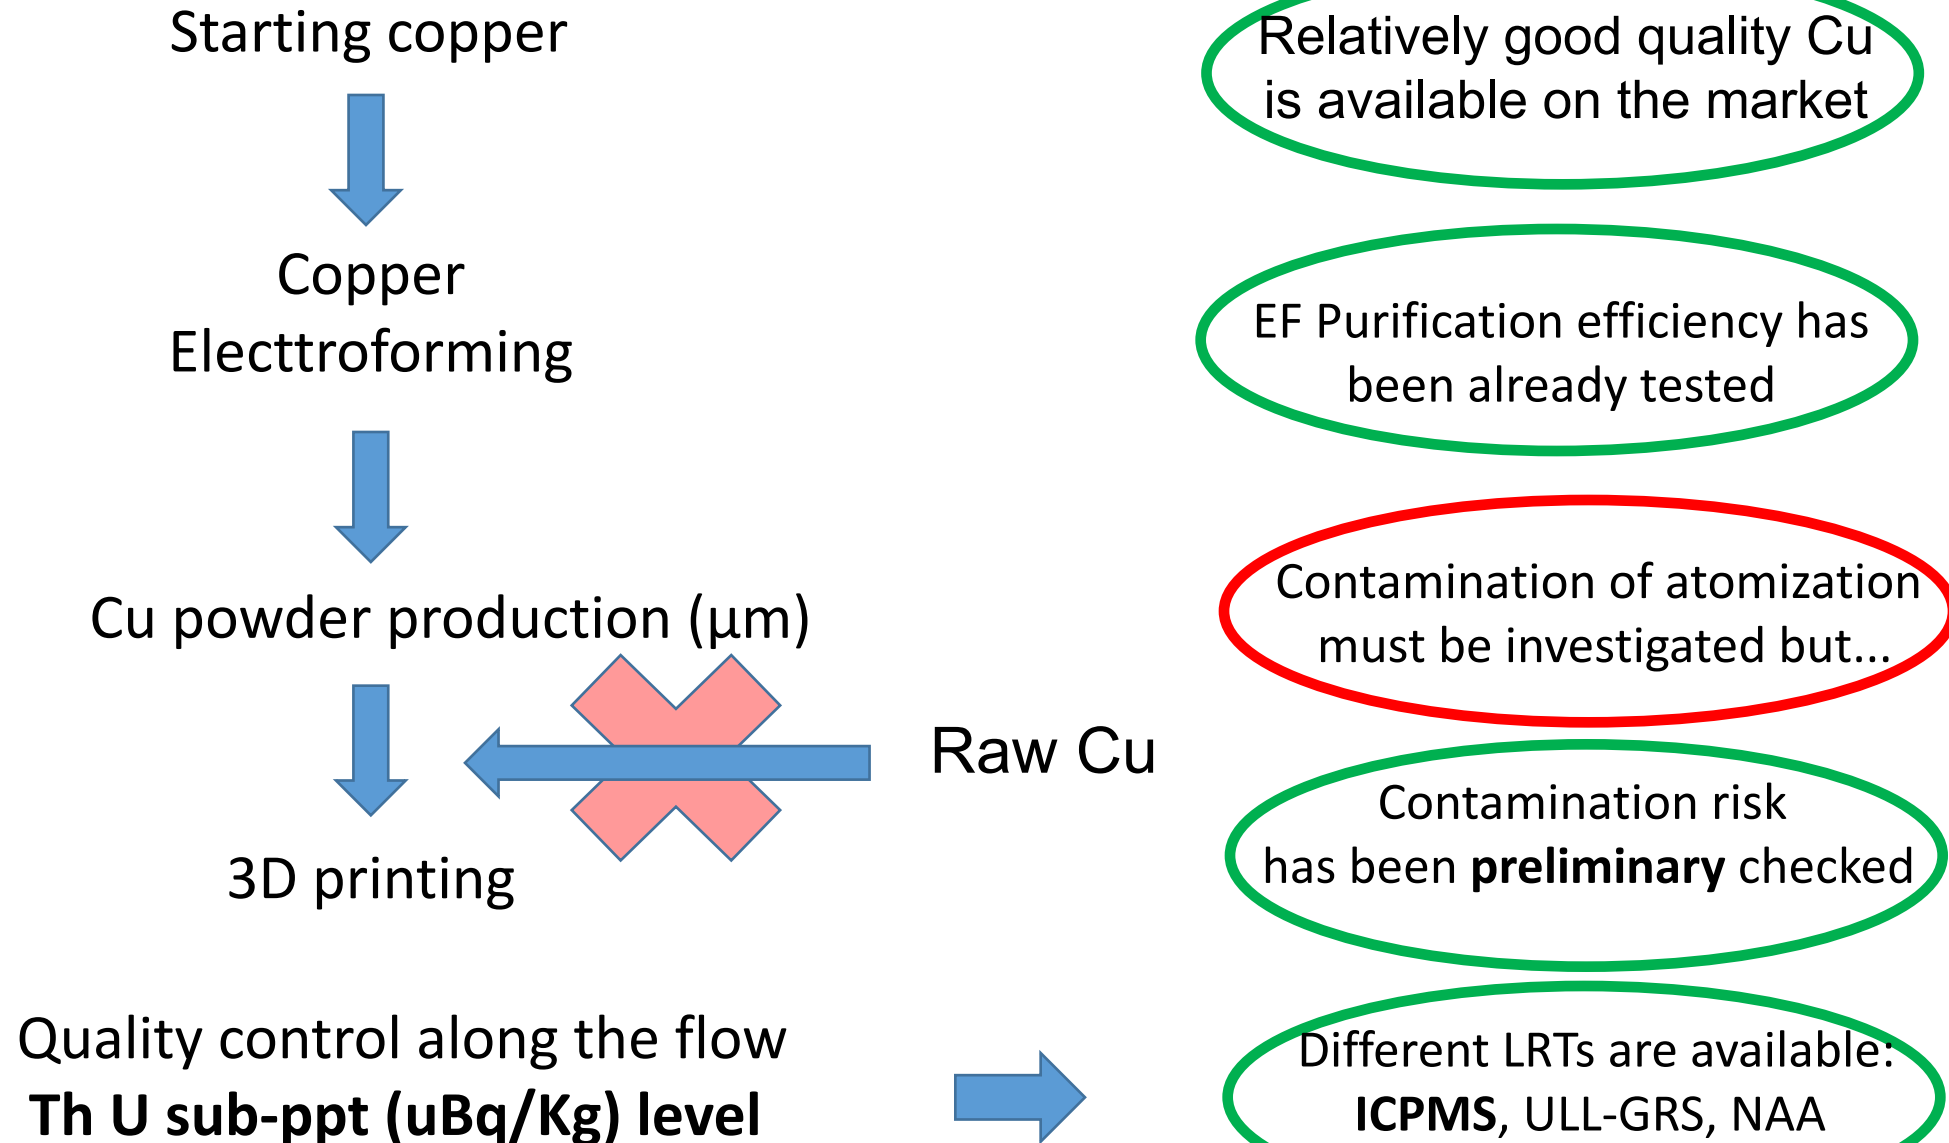 Starting copper
Relatively good quality Cu
is available on the market
Copper
Electtroforming
EF Purification efficiency has
been already tested
Cu powder production (µm)
Contamination of atomization
must be investigated but...
Raw Cu
3D printing
Contamination risk
has been preliminary checked
Quality control along the flow
Th U sub-ppt (uBq/Kg) level
Different LRTs are available:
ICPMS, ULL-GRS, NAA